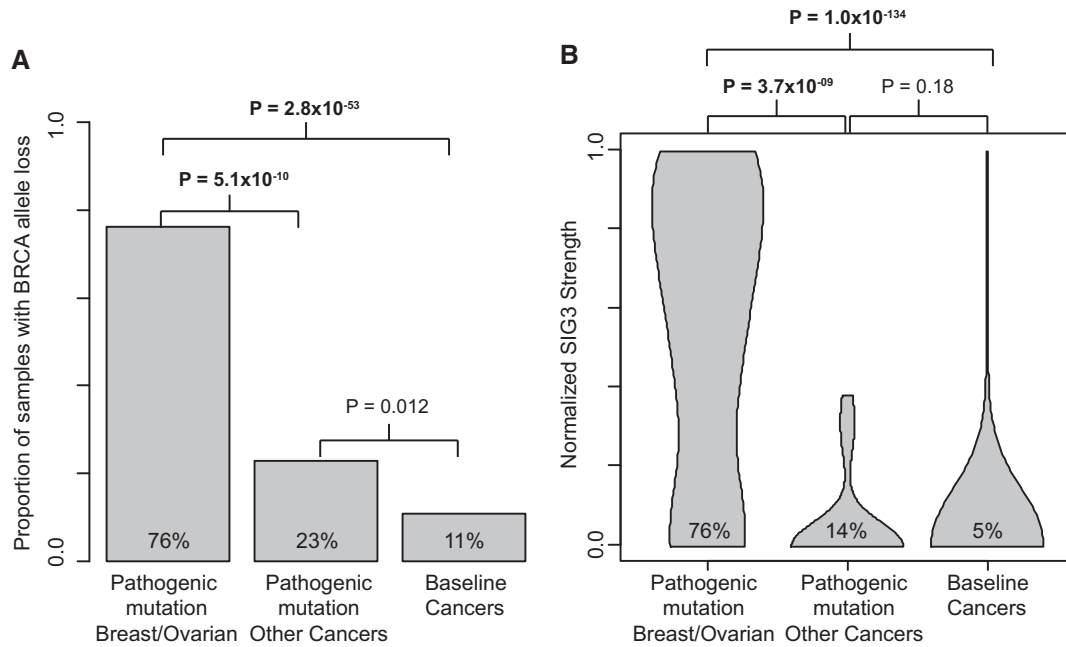 A
P = 2.8x10⁻⁵³
P = 5.1x10⁻¹⁰
P = 0.012
Proportion of samples with BRCA allele loss
1.0
0.0
76%
23%
11%
Pathogenic
mutation
Breast/Ovarian
Pathogenic
mutation
Other Cancers
Baseline
Cancers
B
P = 1.0x10⁻¹³⁴
P = 3.7x10⁻⁰⁹
P = 0.18
Normalized SIG3 Strength
1.0
0.0
76%
14%
5%
Pathogenic
mutation
Breast/Ovarian
Pathogenic
mutation
Other Cancers
Baseline
Cancers